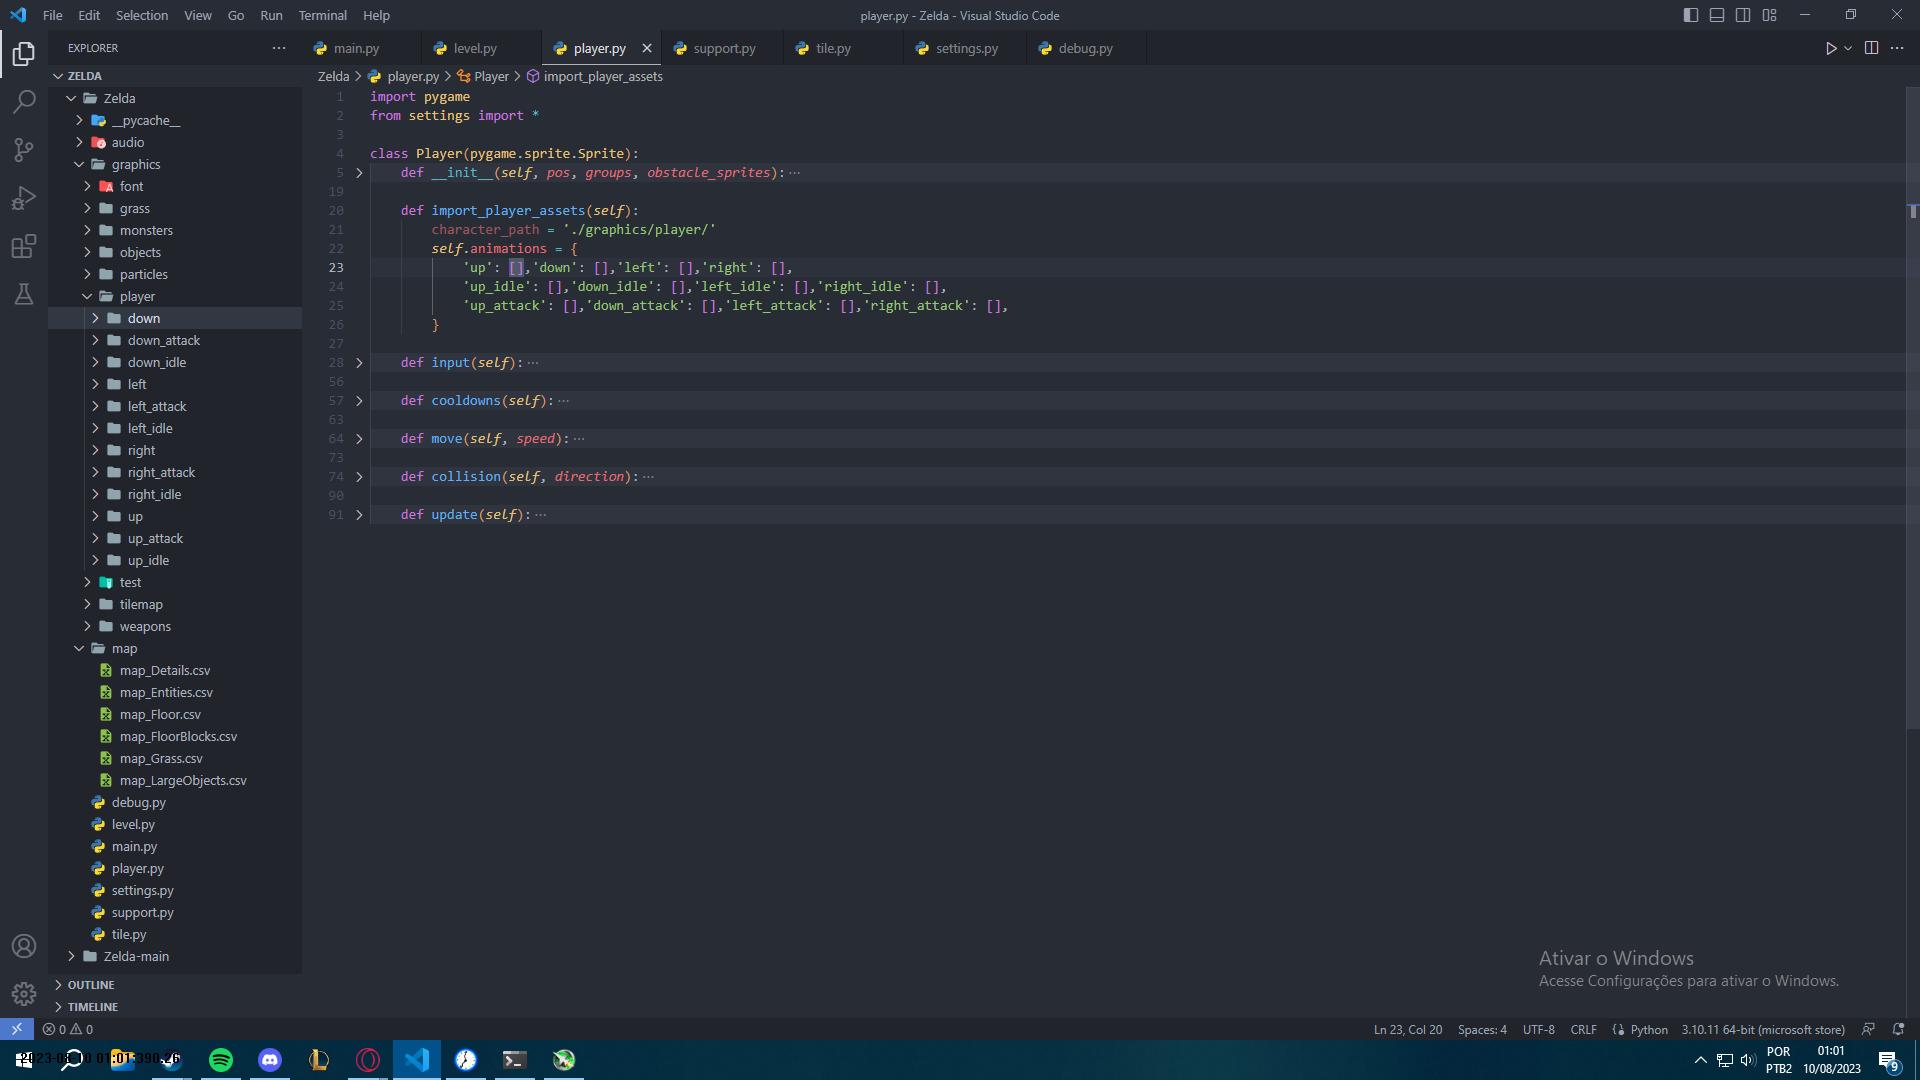 File Edit Selection View Go Run Terminal Help
player.py - Zelda - Visual Studio Code
EXPLORER
main.py
level.py
player.py
support.py
tile.py
settings.py
debug.py
ZELDA
Zelda > player.py > Player > import_player_assets
Zelda
__pycache__
audio
graphics
font
grass
monsters
objects
particles
player
down
down_attack
down_idle
left
left_attack
left_idle
right
right_attack
right_idle
up
up_attack
up_idle
test
tilemap
weapons
map
map_Details.csv
map_Entities.csv
map_Floor.csv
map_FloorBlocks.csv
map_Grass.csv
map_LargeObjects.csv
debug.py
level.py
main.py
player.py
settings.py
support.py
tile.py
Zelda-main
OUTLINE
TIMELINE
1 import pygame
2 from settings import *
3
4 class Player(pygame.sprite.Sprite):
5 def __init__(self, pos, groups, obstacle_sprites):···
19
20 def import_player_assets(self):
21 character_path = './graphics/player/'
22 self.animations = {
23 'up': [],'down': [],'left': [],'right': [],
24 'up_idle': [],'down_idle': [],'left_idle': [],'right_idle': [],
25 'up_attack': [],'down_attack': [],'left_attack': [],'right_attack': [],
26 }
27
28 def input(self):···
56
57 def cooldowns(self):···
63
64 def move(self, speed):···
73
74 def collision(self, direction):···
90
91 def update(self):···
Ativar o Windows
Acesse Configurações para ativar o Windows.
0 0
Ln 23, Col 20 Spaces: 4 UTF-8 CRLF Python 3.10.11 64-bit (microsoft store)
POR
PTB2
01:01
10/08/2023
9